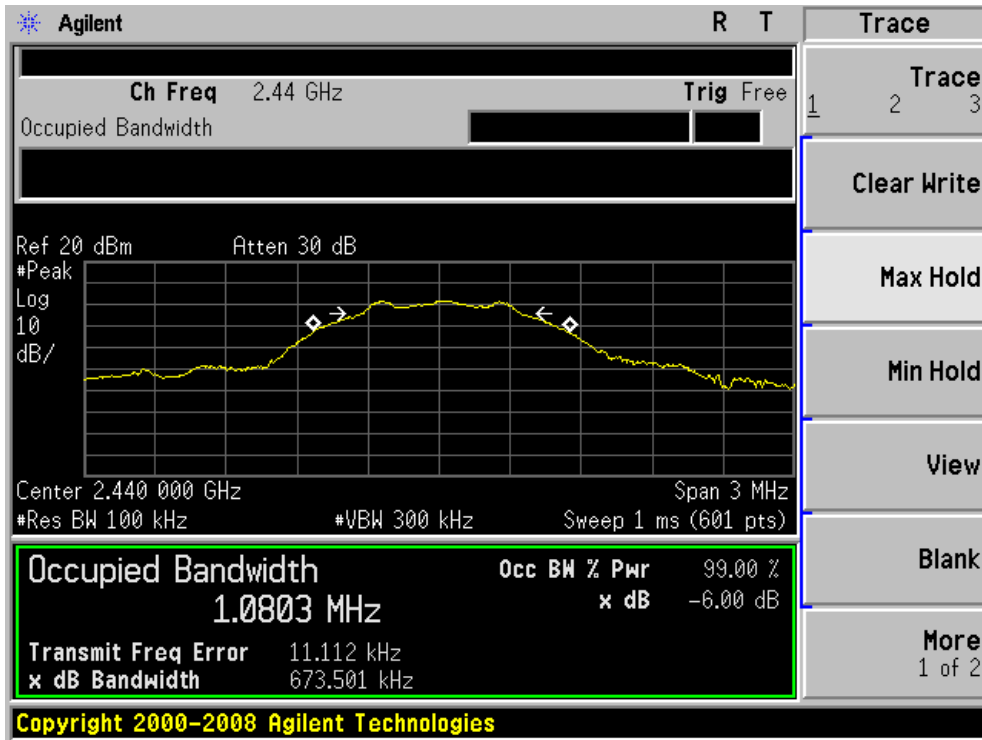 Agilent R T
Ch Freq 2.44 GHz Trig Free
Occupied Bandwidth
Ref 20 dBm Atten 30 dB
#Peak
Log
10
dB/
Center 2.440 000 GHz Span 3 MHz
#Res BW 100 kHz #VBW 300 kHz Sweep 1 ms (601 pts)
Occupied Bandwidth
1.0803 MHz
Occ BW % Pwr 99.00 %
x dB -6.00 dB
Transmit Freq Error 11.112 kHz
x dB Bandwidth 673.501 kHz
Copyright 2000-2008 Agilent Technologies
Trace
Trace
1 2 3
Clear Write
Max Hold
Min Hold
View
Blank
More
1 of 2